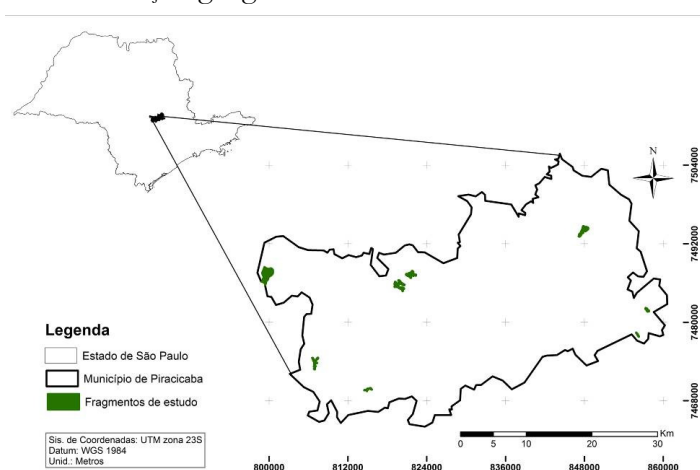 N
7504000
7492000
7480000
7468000
Legenda
Estado de São Paulo
Município de Piracicaba
Fragmentos de estudo
Sis. de Coordenadas: UTM zona 23S
Datum: WGS 1984
Unid.: Metros
Km
0 5 10 20 30
800000 812000 824000 836000 848000 860000